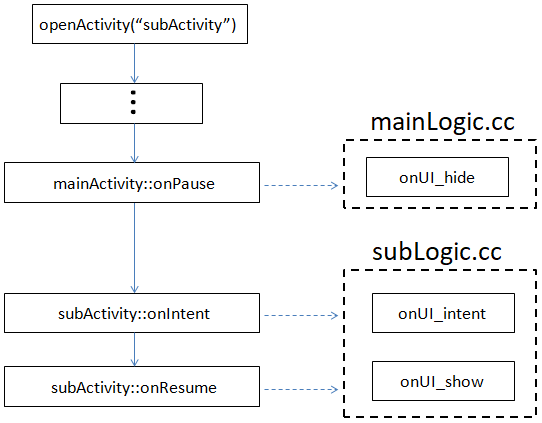 openActivity(“subActivity”)
⋮
mainLogic.cc
mainActivity::onPause
onUI_hide
subLogic.cc
subActivity::onIntent
onUI_intent
subActivity::onResume
onUI_show